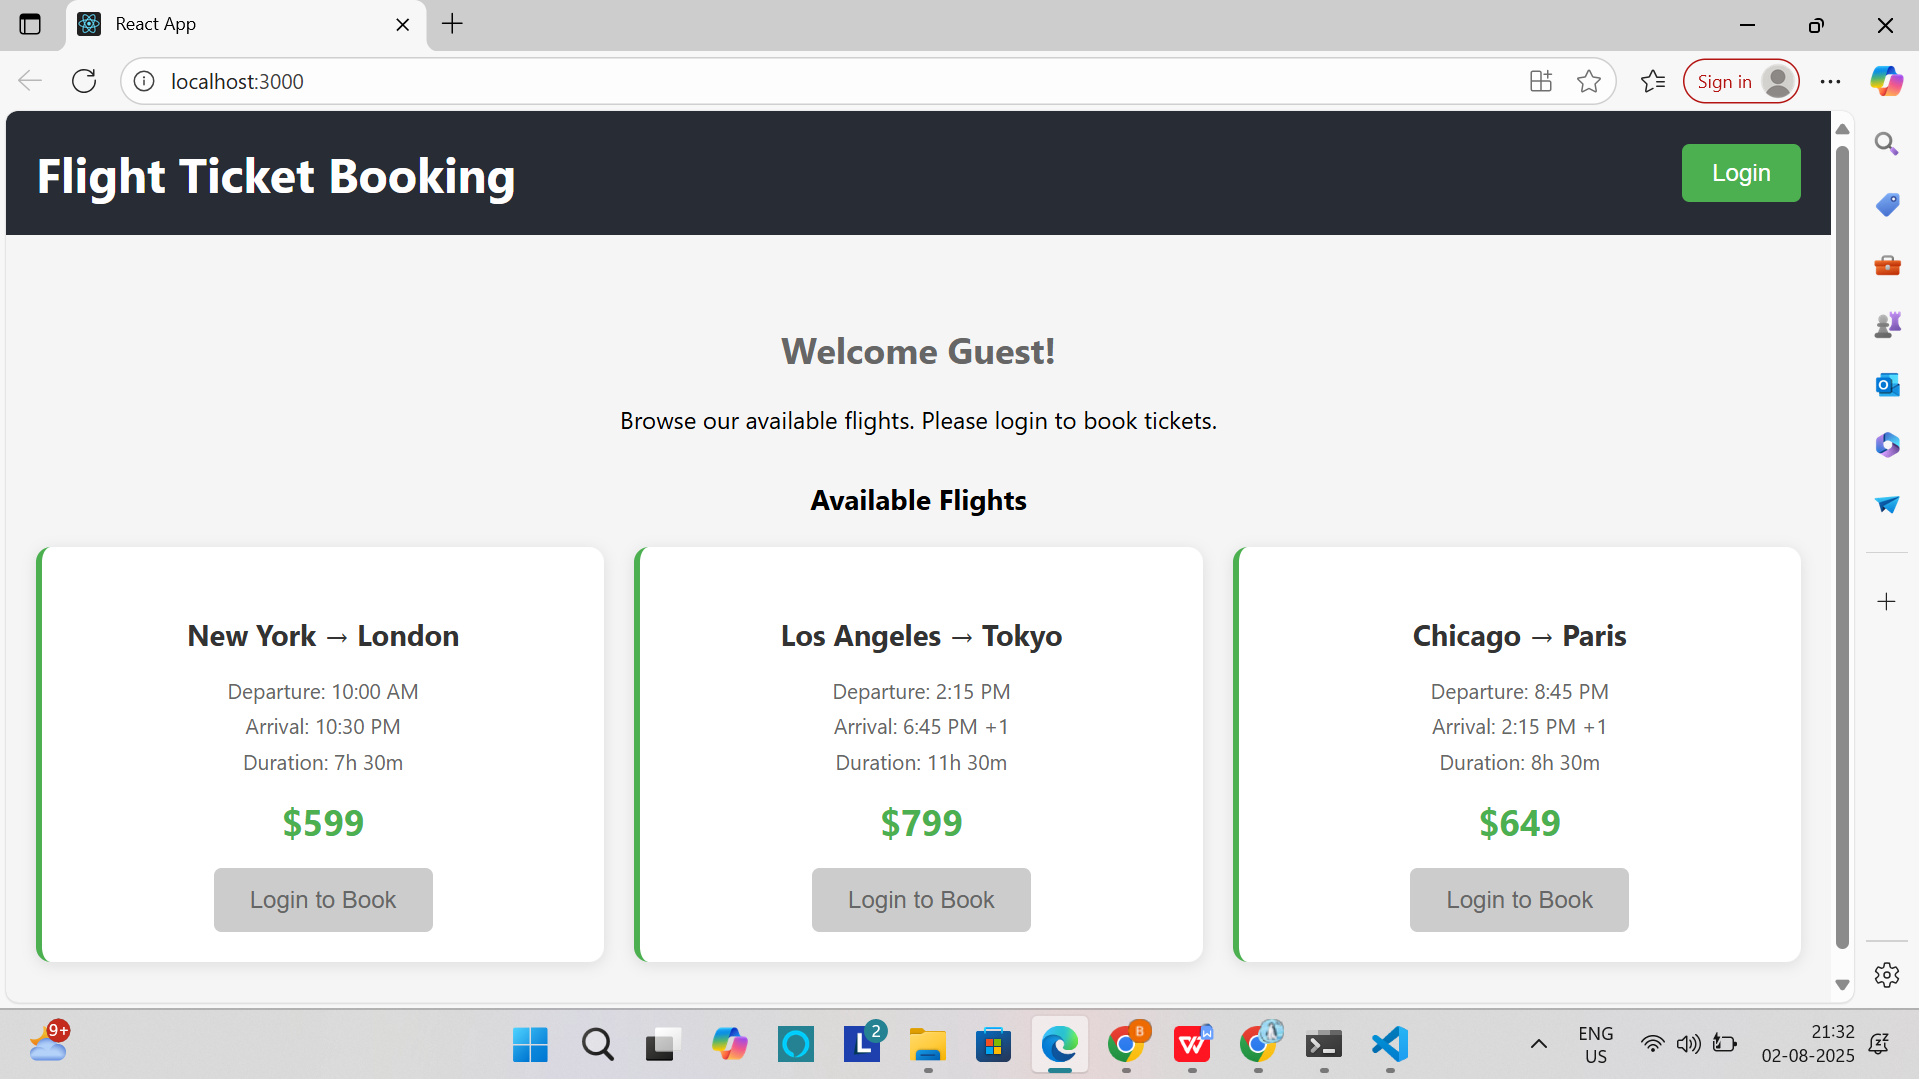 React App
localhost:3000
Sign in
Flight Ticket Booking
Login
Welcome Guest!
Browse our available flights. Please login to book tickets.
Available Flights
New York → London
Departure: 10:00 AM
Arrival: 10:30 PM
Duration: 7h 30m
$599
Login to Book
Los Angeles → Tokyo
Departure: 2:15 PM
Arrival: 6:45 PM +1
Duration: 11h 30m
$799
Login to Book
Chicago → Paris
Departure: 8:45 PM
Arrival: 2:15 PM +1
Duration: 8h 30m
$649
Login to Book
9+
L
2
B
W
W
ENG
US
21:32
02-08-2025